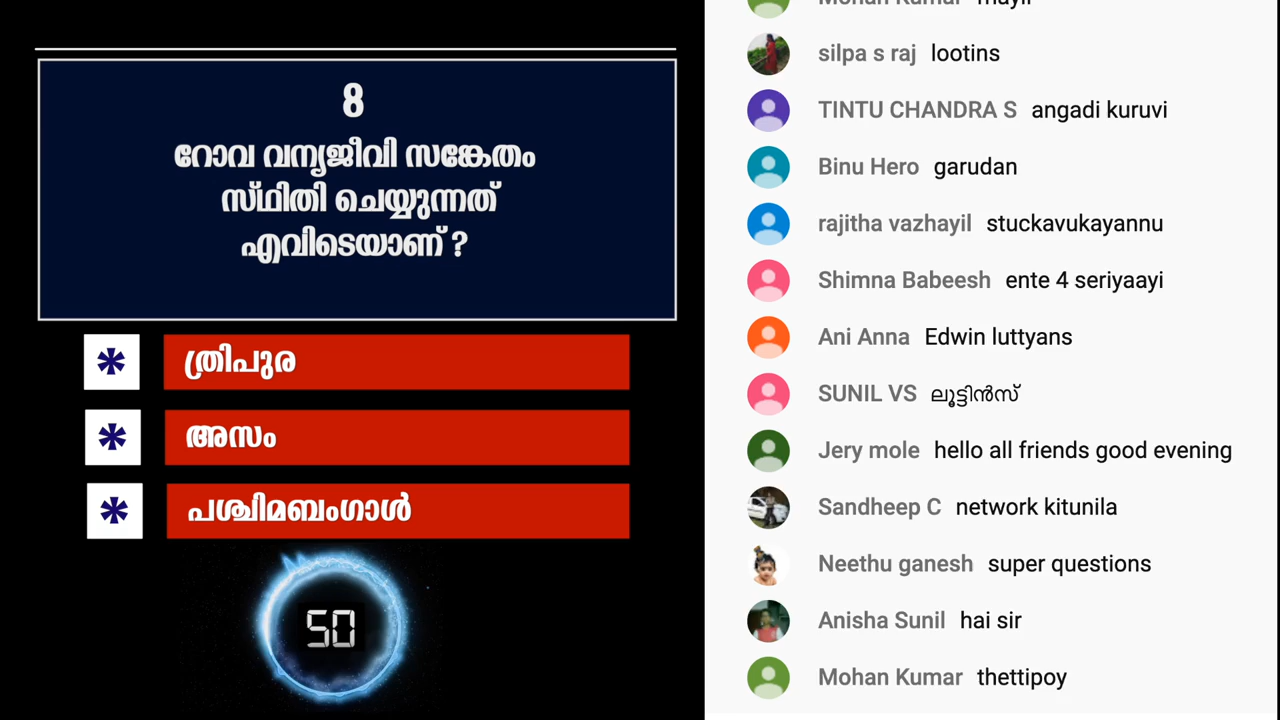 8
റോവ വന്യജീവി സങ്കേതം
സ്ഥിതി ചെയ്യുന്നത്
എവിടെയാണ് ?
* ത്രിപുര
* അസം
* പശ്ചിമബംഗാൾ
50
silpa s raj lootins
TINTU CHANDRA S angadi kuruvi
Binu Hero garudan
rajitha vazhayil stuckavukayannu
Shimna Babeesh ente 4 seriyaayi
Ani Anna Edwin luttyans
SUNIL VS ലൂട്ടിൻസ്
Jery mole hello all friends good evening
Sandheep C network kitunila
Neethu ganesh super questions
Anisha Sunil hai sir
Mohan Kumar thettipoy